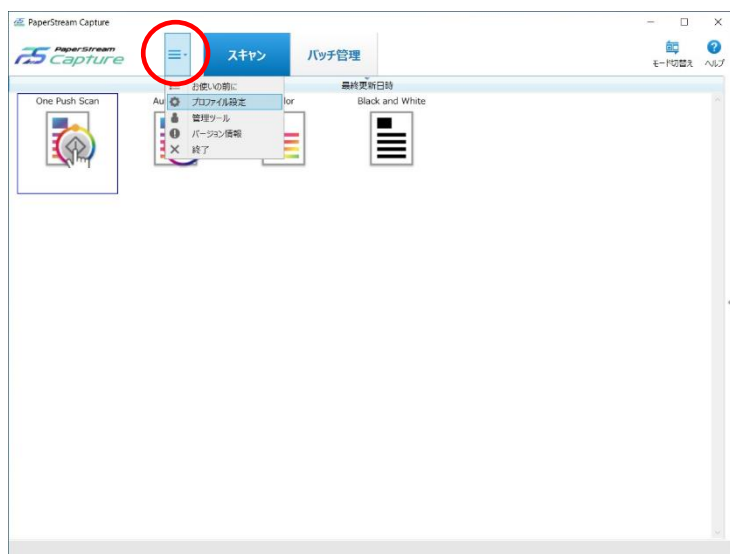 PaperStream Capture
PaperStream
Capture
スキャン
バッチ管理
モード切替え
ヘルプ
お使いの前に
最終更新日時
One Push Scan
Au
プロファイル設定
lor
Black and White
管理ツール
バージョン情報
終了